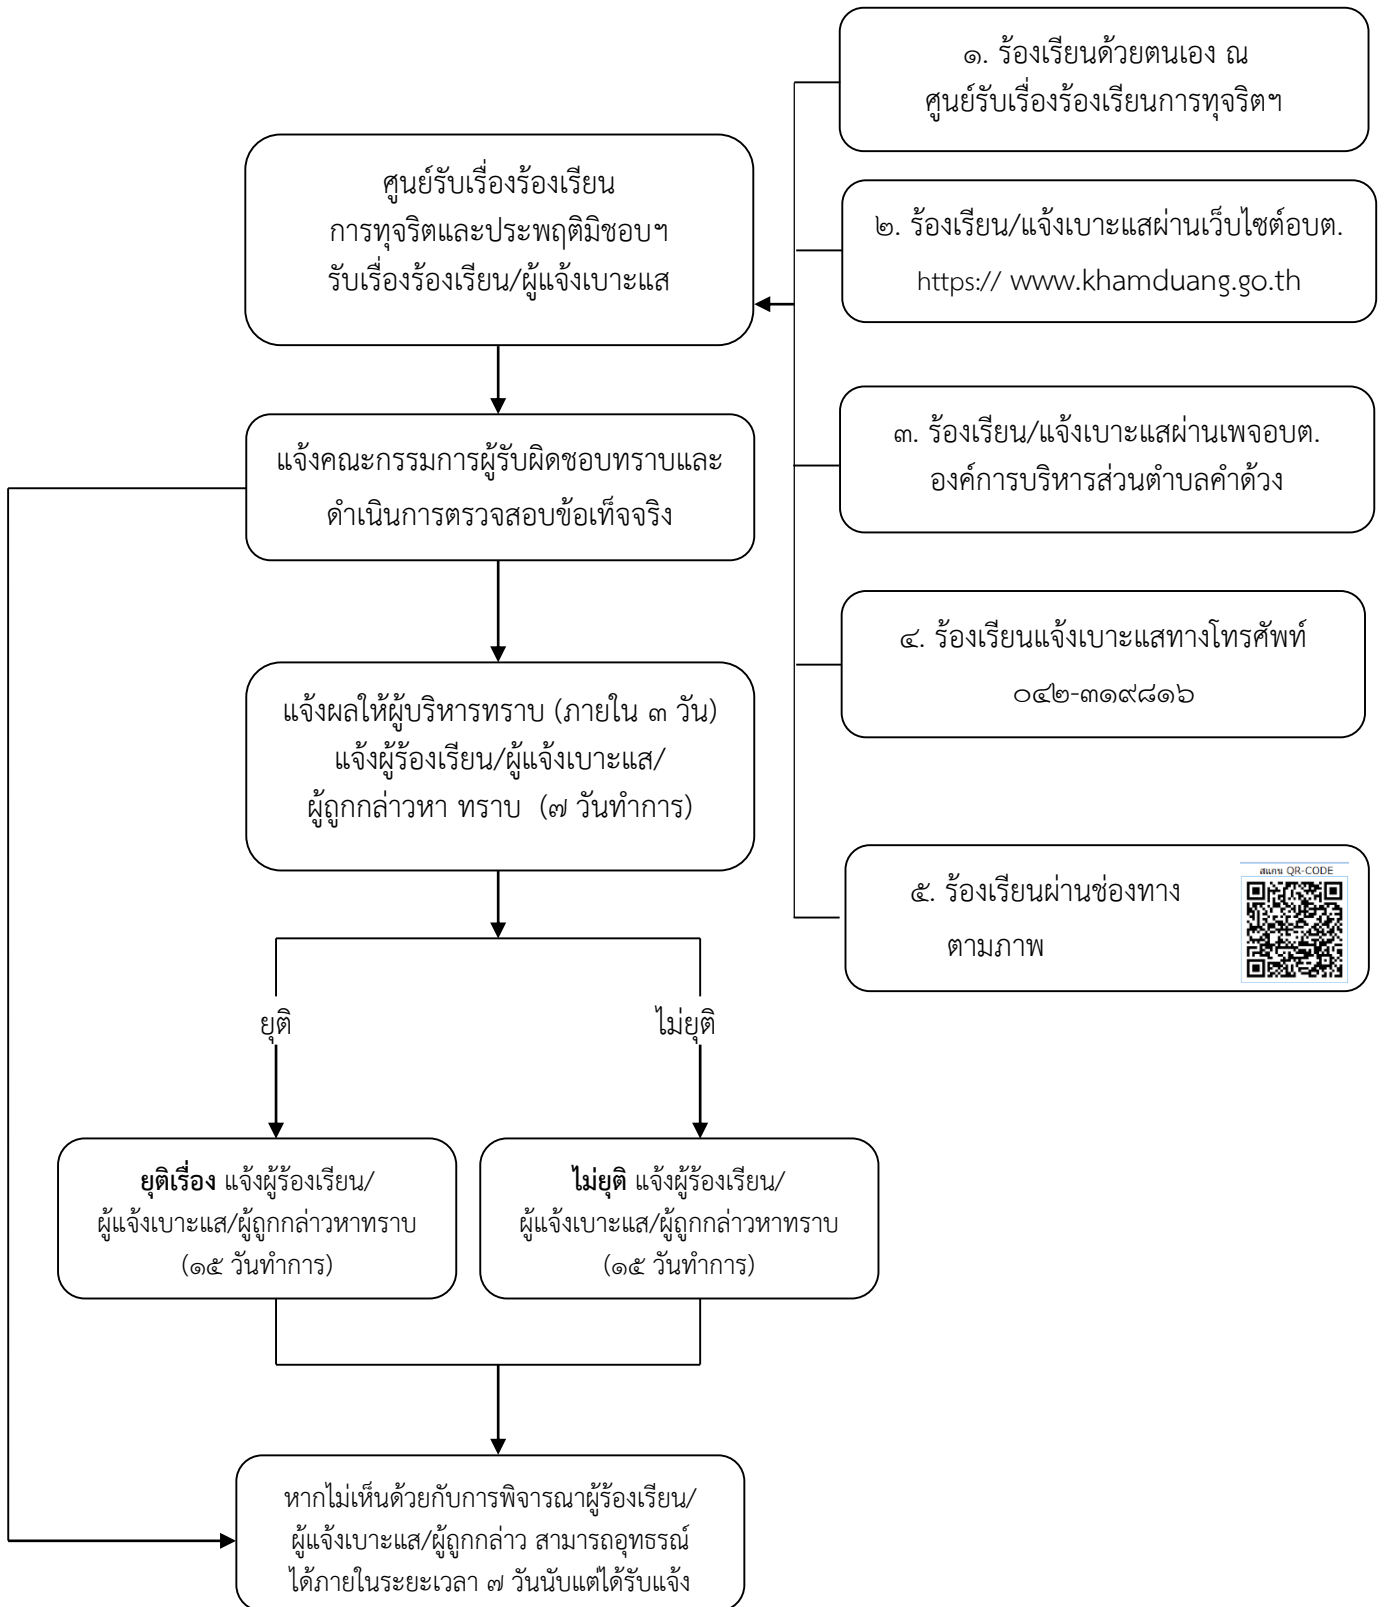 ๑. ร้องเรียนด้วยตนเอง ณ
ศูนย์รับเรื่องร้องเรียนการทุจริตฯ
ศูนย์รับเรื่องร้องเรียน
การทุจริตและประพฤติมิชอบฯ
รับเรื่องร้องเรียน/ผู้แจ้งเบาะแส
๒. ร้องเรียน/แจ้งเบาะแสผ่านเว็บไซต์อบต.
https:// www.khamduang.go.th
๓. ร้องเรียน/แจ้งเบาะแสผ่านเพจอบต.
องค์การบริหารส่วนตำบลคำด้วง
แจ้งคณะกรรมการผู้รับผิดชอบทราบและ
ดำเนินการตรวจสอบข้อเท็จจริง
๔. ร้องเรียนแจ้งเบาะแสทางโทรศัพท์
๐๔๒-๓๑๙๘๑๖
แจ้งผลให้ผู้บริหารทราบ (ภายใน ๓ วัน)
แจ้งผู้ร้องเรียน/ผู้แจ้งเบาะแส/
ผู้ถูกกล่าวหา ทราบ (๗ วันทำการ)
๕. ร้องเรียนผ่านช่องทาง
ตามภาพ
สแกน QR-CODE
ยุติ
ไม่ยุติ
ยุติเรื่อง แจ้งผู้ร้องเรียน/
ผู้แจ้งเบาะแส/ผู้ถูกกล่าวหาทราบ
(๑๕ วันทำการ)
ไม่ยุติ แจ้งผู้ร้องเรียน/
ผู้แจ้งเบาะแส/ผู้ถูกกล่าวหาทราบ
(๑๕ วันทำการ)
หากไม่เห็นด้วยกับการพิจารณาผู้ร้องเรียน/
ผู้แจ้งเบาะแส/ผู้ถูกกล่าว สามารถอุทธรณ์
ได้ภายในระยะเวลา ๗ วันนับแต่ได้รับแจ้ง